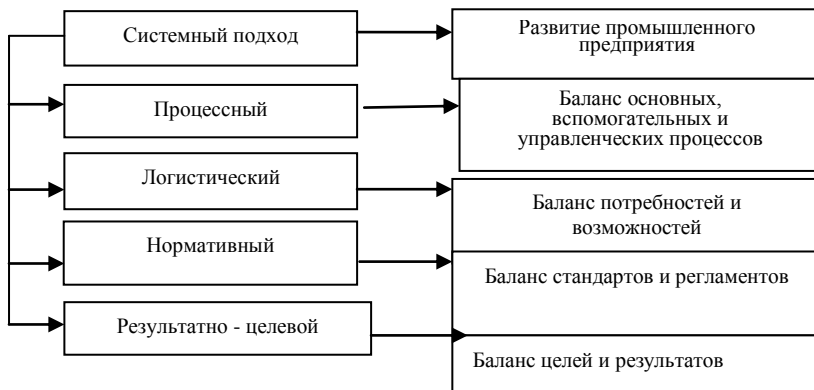 Системный подход
Развитие промышленного
предприятия
Процессный
Баланс основных,
вспомогательных и
управленческих процессов
Логистический
Баланс потребностей и
возможностей
Нормативный
Баланс стандартов и регламентов
Результатно - целевой
Баланс целей и результатов